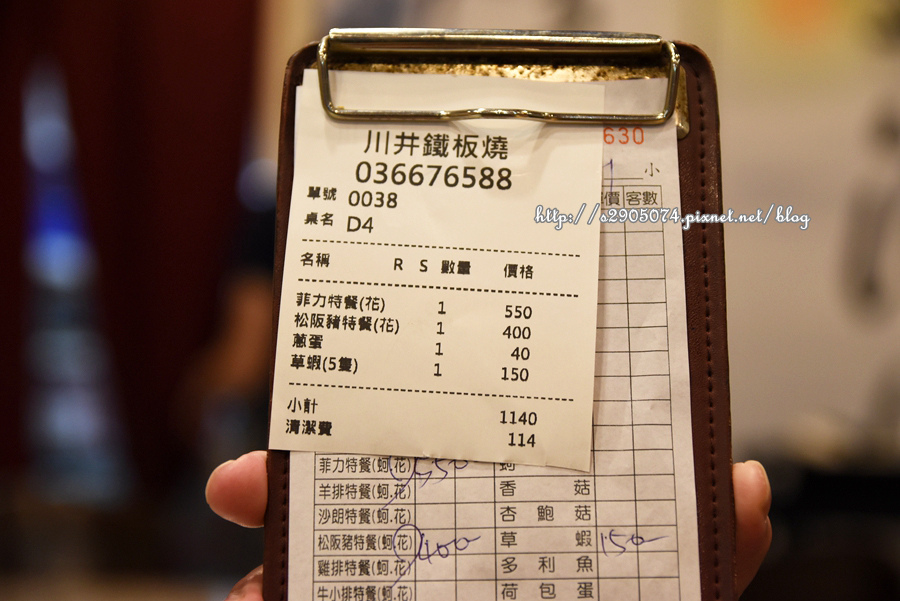 川井鐵板燒
036676588
630
單號 0038
小
價 客數
桌名 D4
http://s2905074.pixnet.net/blog
名稱 R S 數量 價格
菲力特餐(花) 1 550
松阪豬特餐(花) 1 400
蔥蛋 1 40
草蝦(5隻) 1 150
小計 1140
清潔費 114
菲力特餐(蚵.花) 550
羊排特餐(蚵.花) 香菇
沙朗特餐(蚵.花) 杏鮑菇
松阪豬特餐(蚵.花) 400 草蝦 150
雞排特餐(蚵.花) 多利魚
牛小排特餐(蚵.花) 荷包蛋